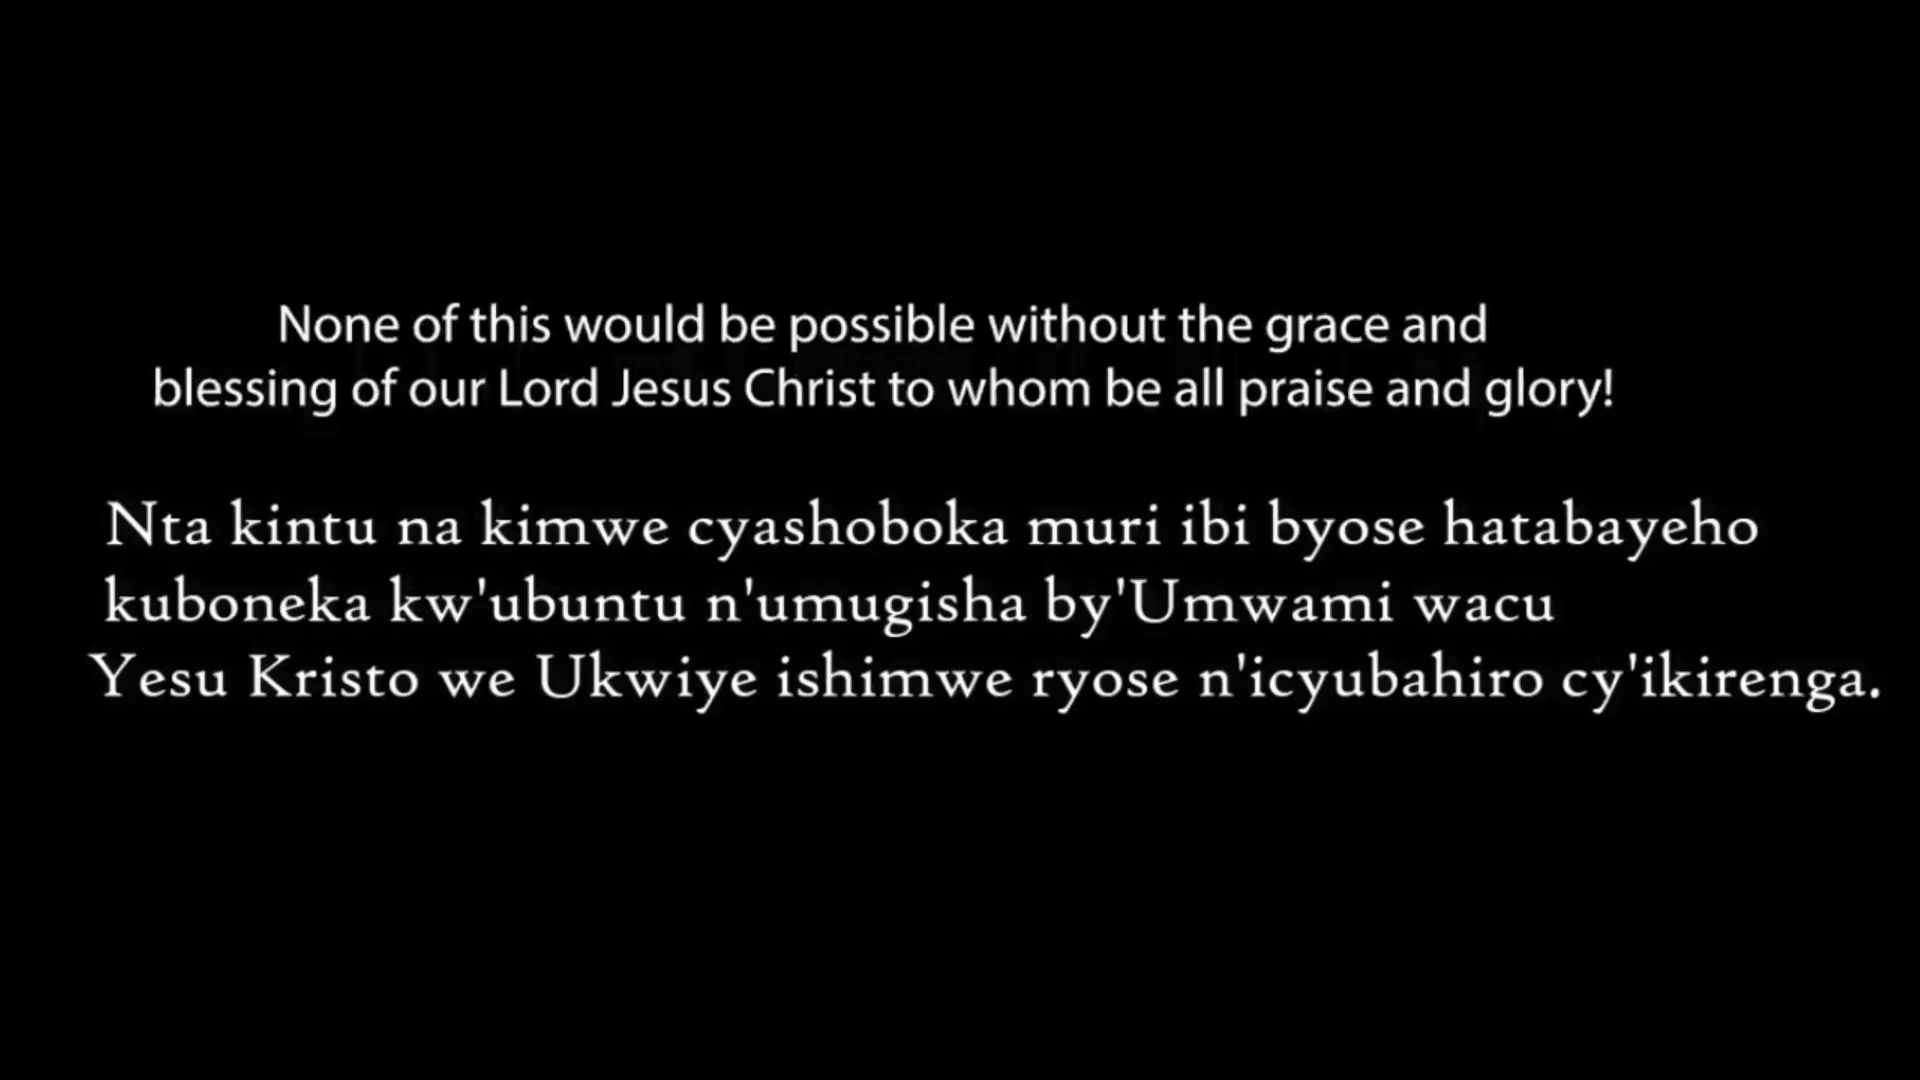 None of this would be possible without the grace and
blessing of our Lord Jesus Christ to whom be all praise and glory!
Nta kintu na kimwe cyashoboka muri ibi byose hatabayeho
kuboneka kw'ubuntu n'umugisha by'Umwami wacu
Yesu Kristo we Ukwiye ishimwe ryose n'icyubahiro cy'ikirenga.